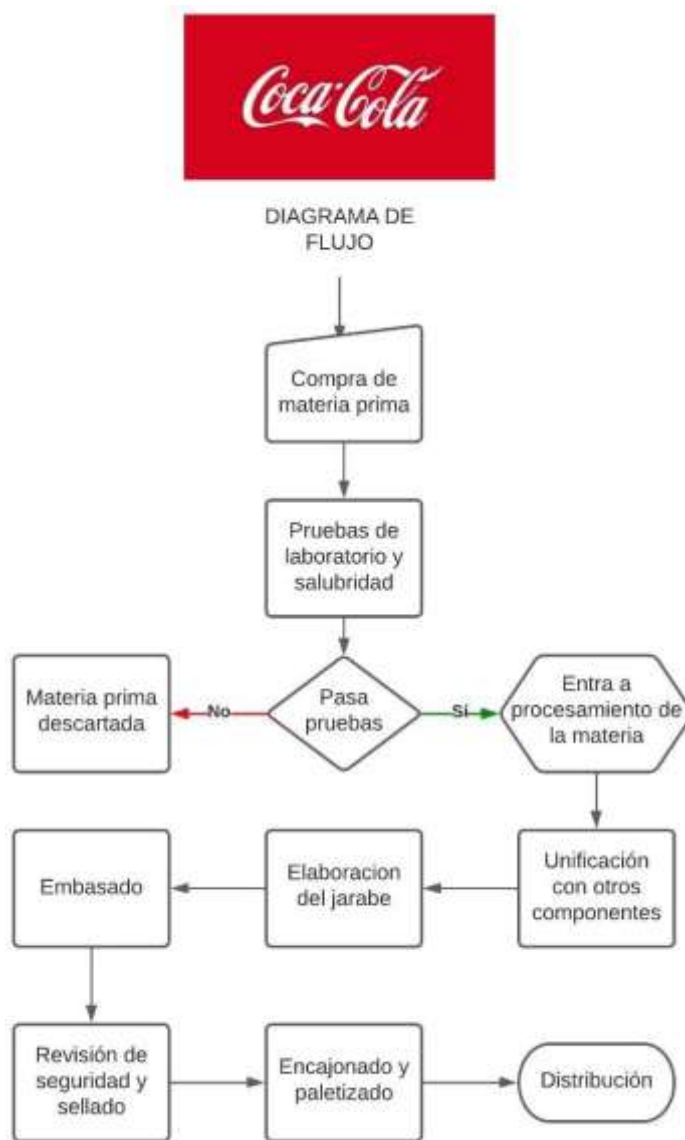 Coca-Cola
DIAGRAMA DE
FLUJO
Compra de
materia prima
Pruebas de
laboratorio y
salubridad
Pasa
pruebas
No
Materia prima
descartada
Sí
Entra a
procesamiento de
la materia
Unificación
con otros
componentes
Elaboracion
del jarabe
Embasado
Revisión de
seguridad y
sellado
Encajonado y
paletizado
Distribución